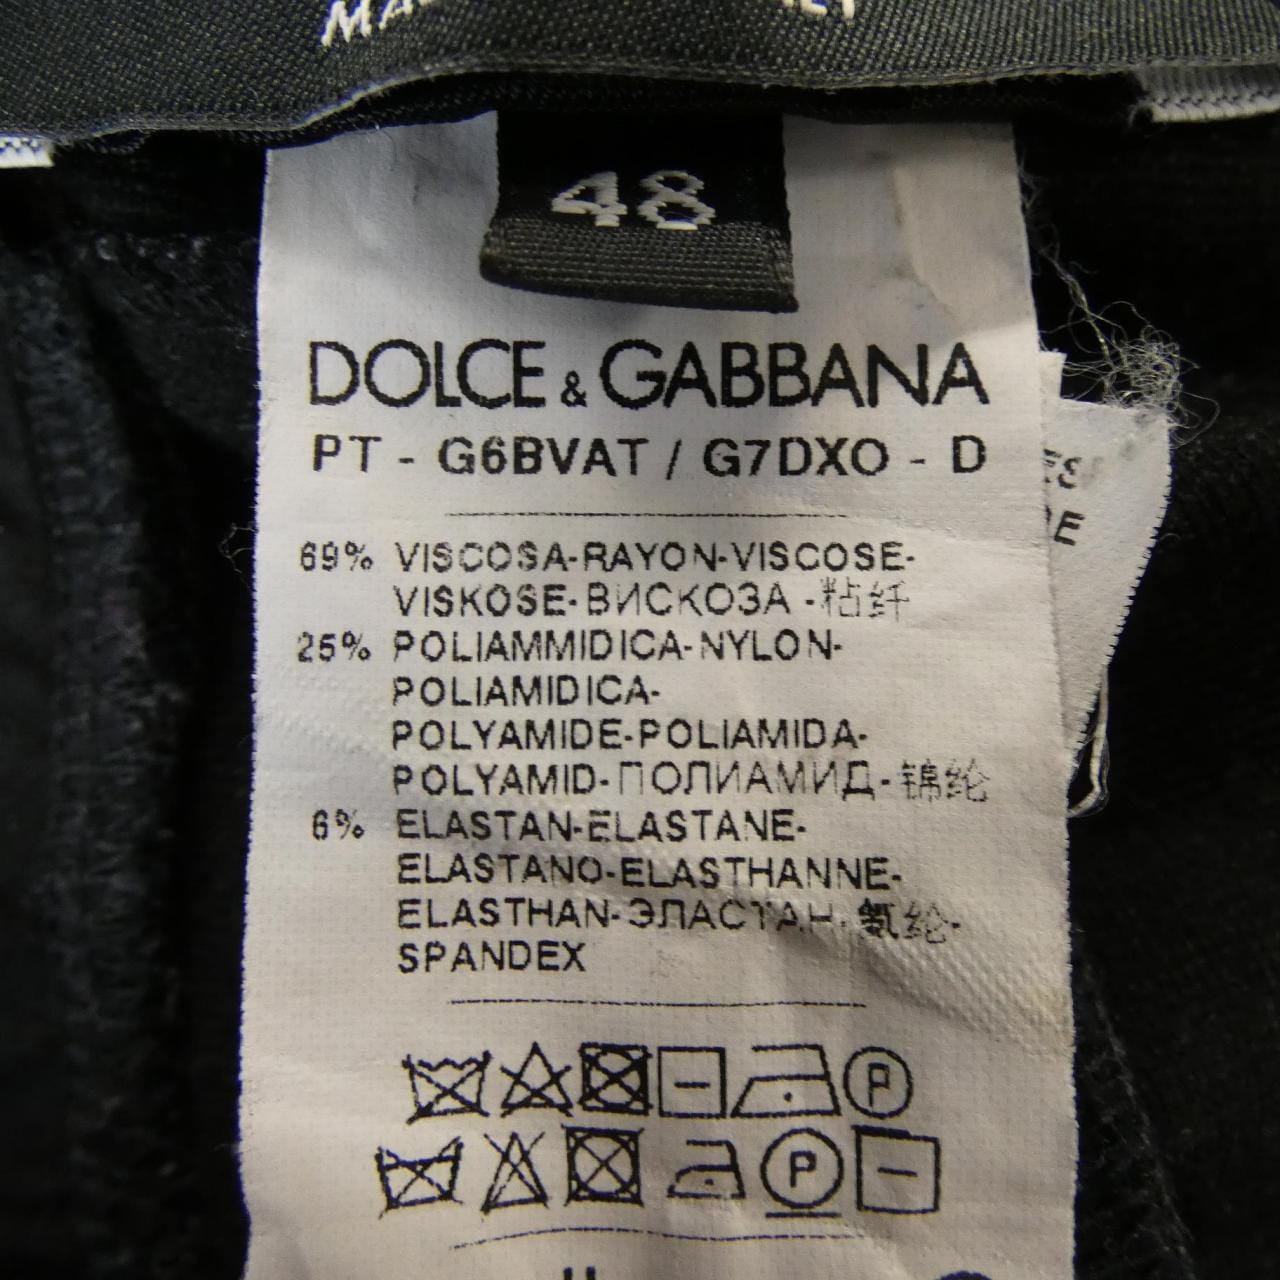 48
DOLCE & GABBANA
PT - G6BVAT / G7DXO - D
69% VISCOSA-RAYON-VISCOSE-
VISKOSE-ВИСКОЗА -粘纤
25% POLIAMMIDICA-NYLON-
POLIAMIDICA-
POLYAMIDE-POLIAMIDA-
POLYAMID-ПОЛИАМИД-锦纶
6% ELASTAN-ELASTANE-
ELASTANO-ELASTHANNE-
ELASTHAN-ЭЛАСТАН-氨纶-
SPANDEX
P
P